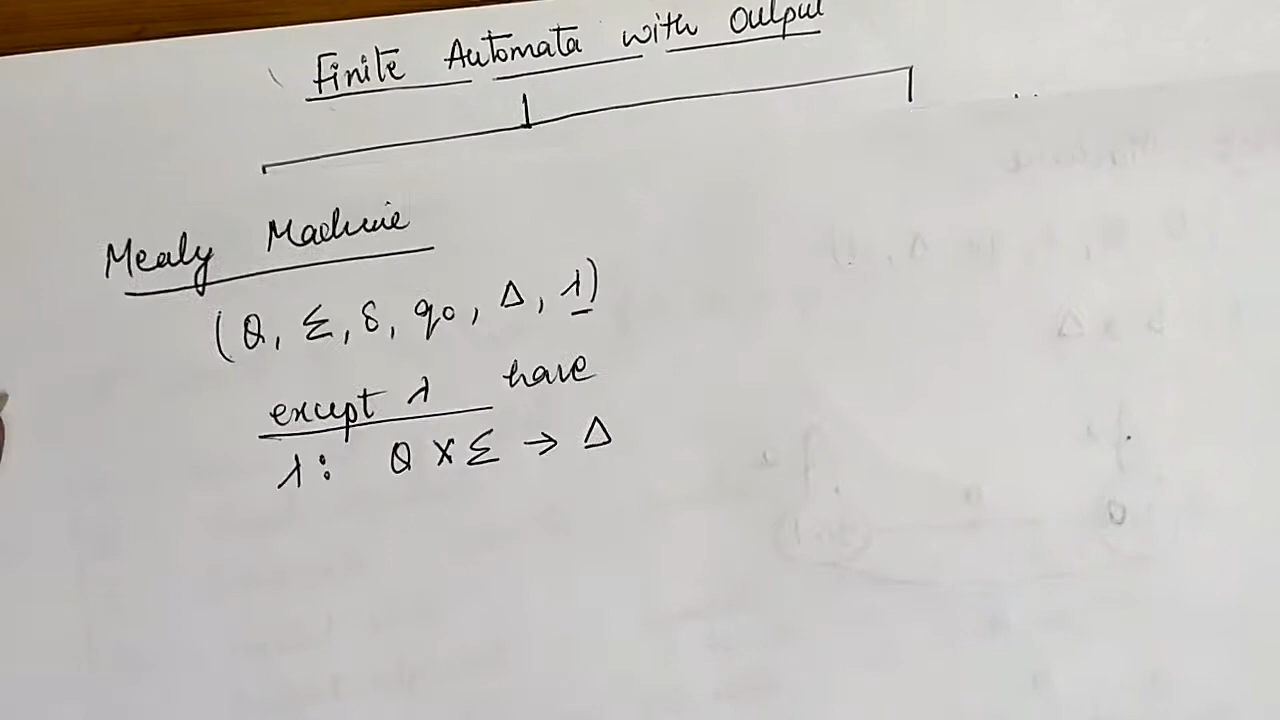 Finite Automata with Output
Mealy Machine
(Q, Σ, δ, q0, Δ, λ)
except λ have
λ: Q X Σ → Δ